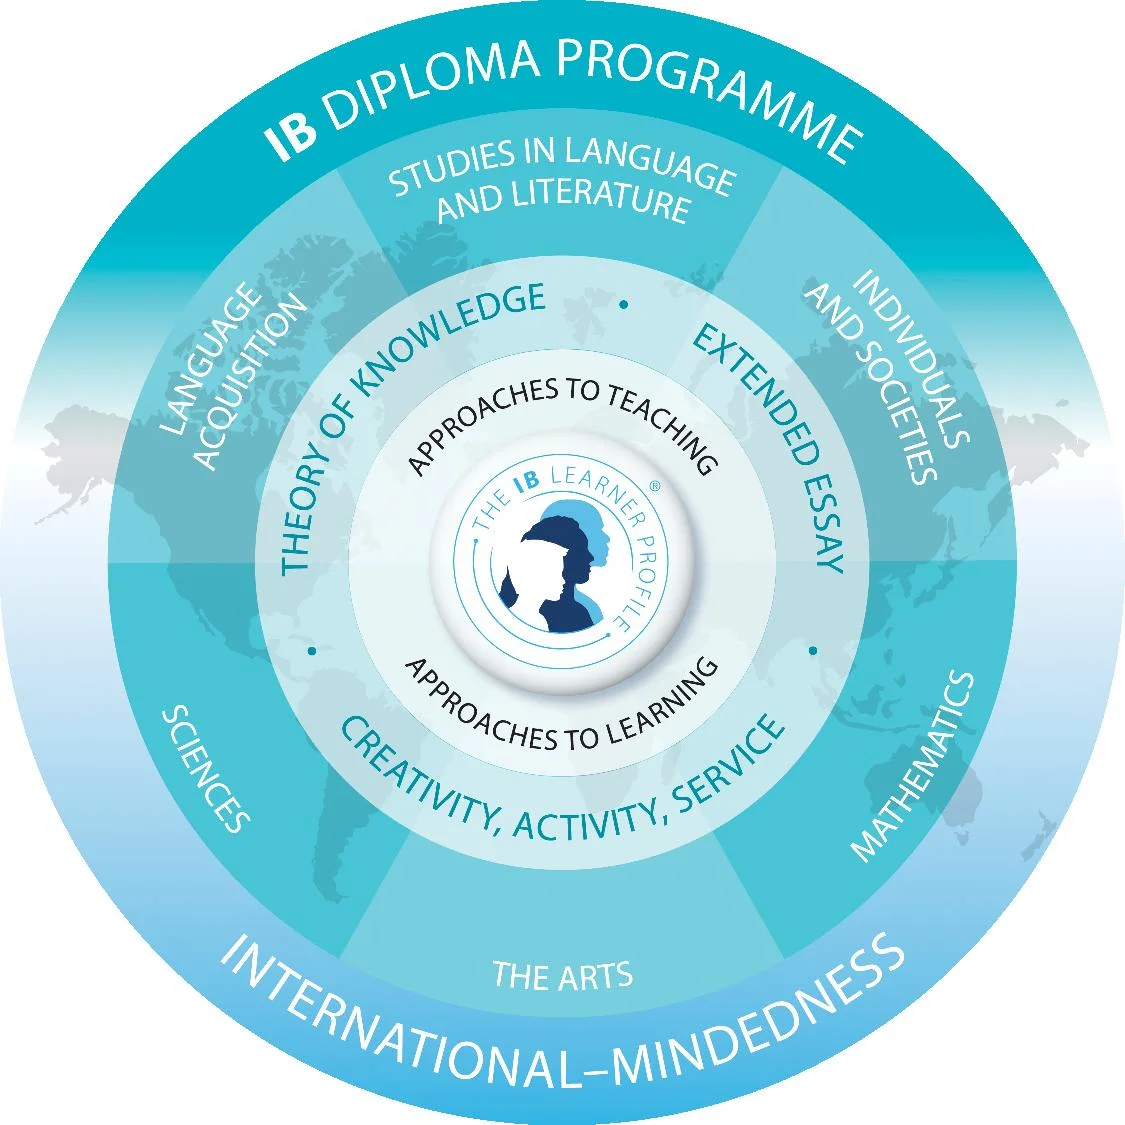 IB DIPLOMA PROGRAMME
STUDIES IN LANGUAGE
AND LITERATURE
LANGUAGE
ACQUISITION
INDIVIDUALS
AND SOCIETIES
THEORY OF KNOWLEDGE
EXTENDED ESSAY
APPROACHES TO TEACHING
THE IB LEARNER PROFILE
®
APPROACHES TO LEARNING
CREATIVITY, ACTIVITY, SERVICE
SCIENCES
MATHEMATICS
THE ARTS
INTERNATIONAL–MINDEDNESS